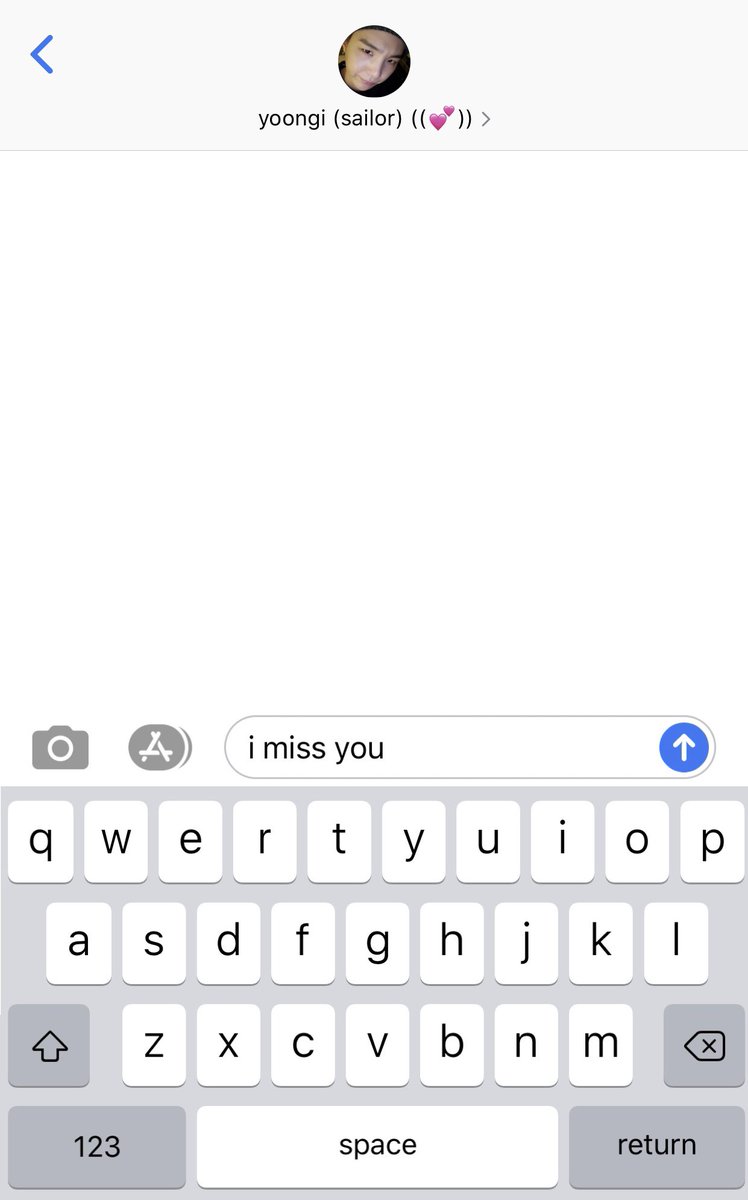 yoongi (sailor) ((💕))
i miss you
q w e r t y u i o p
a s d f g h j k l
z x c v b n m
123 space return